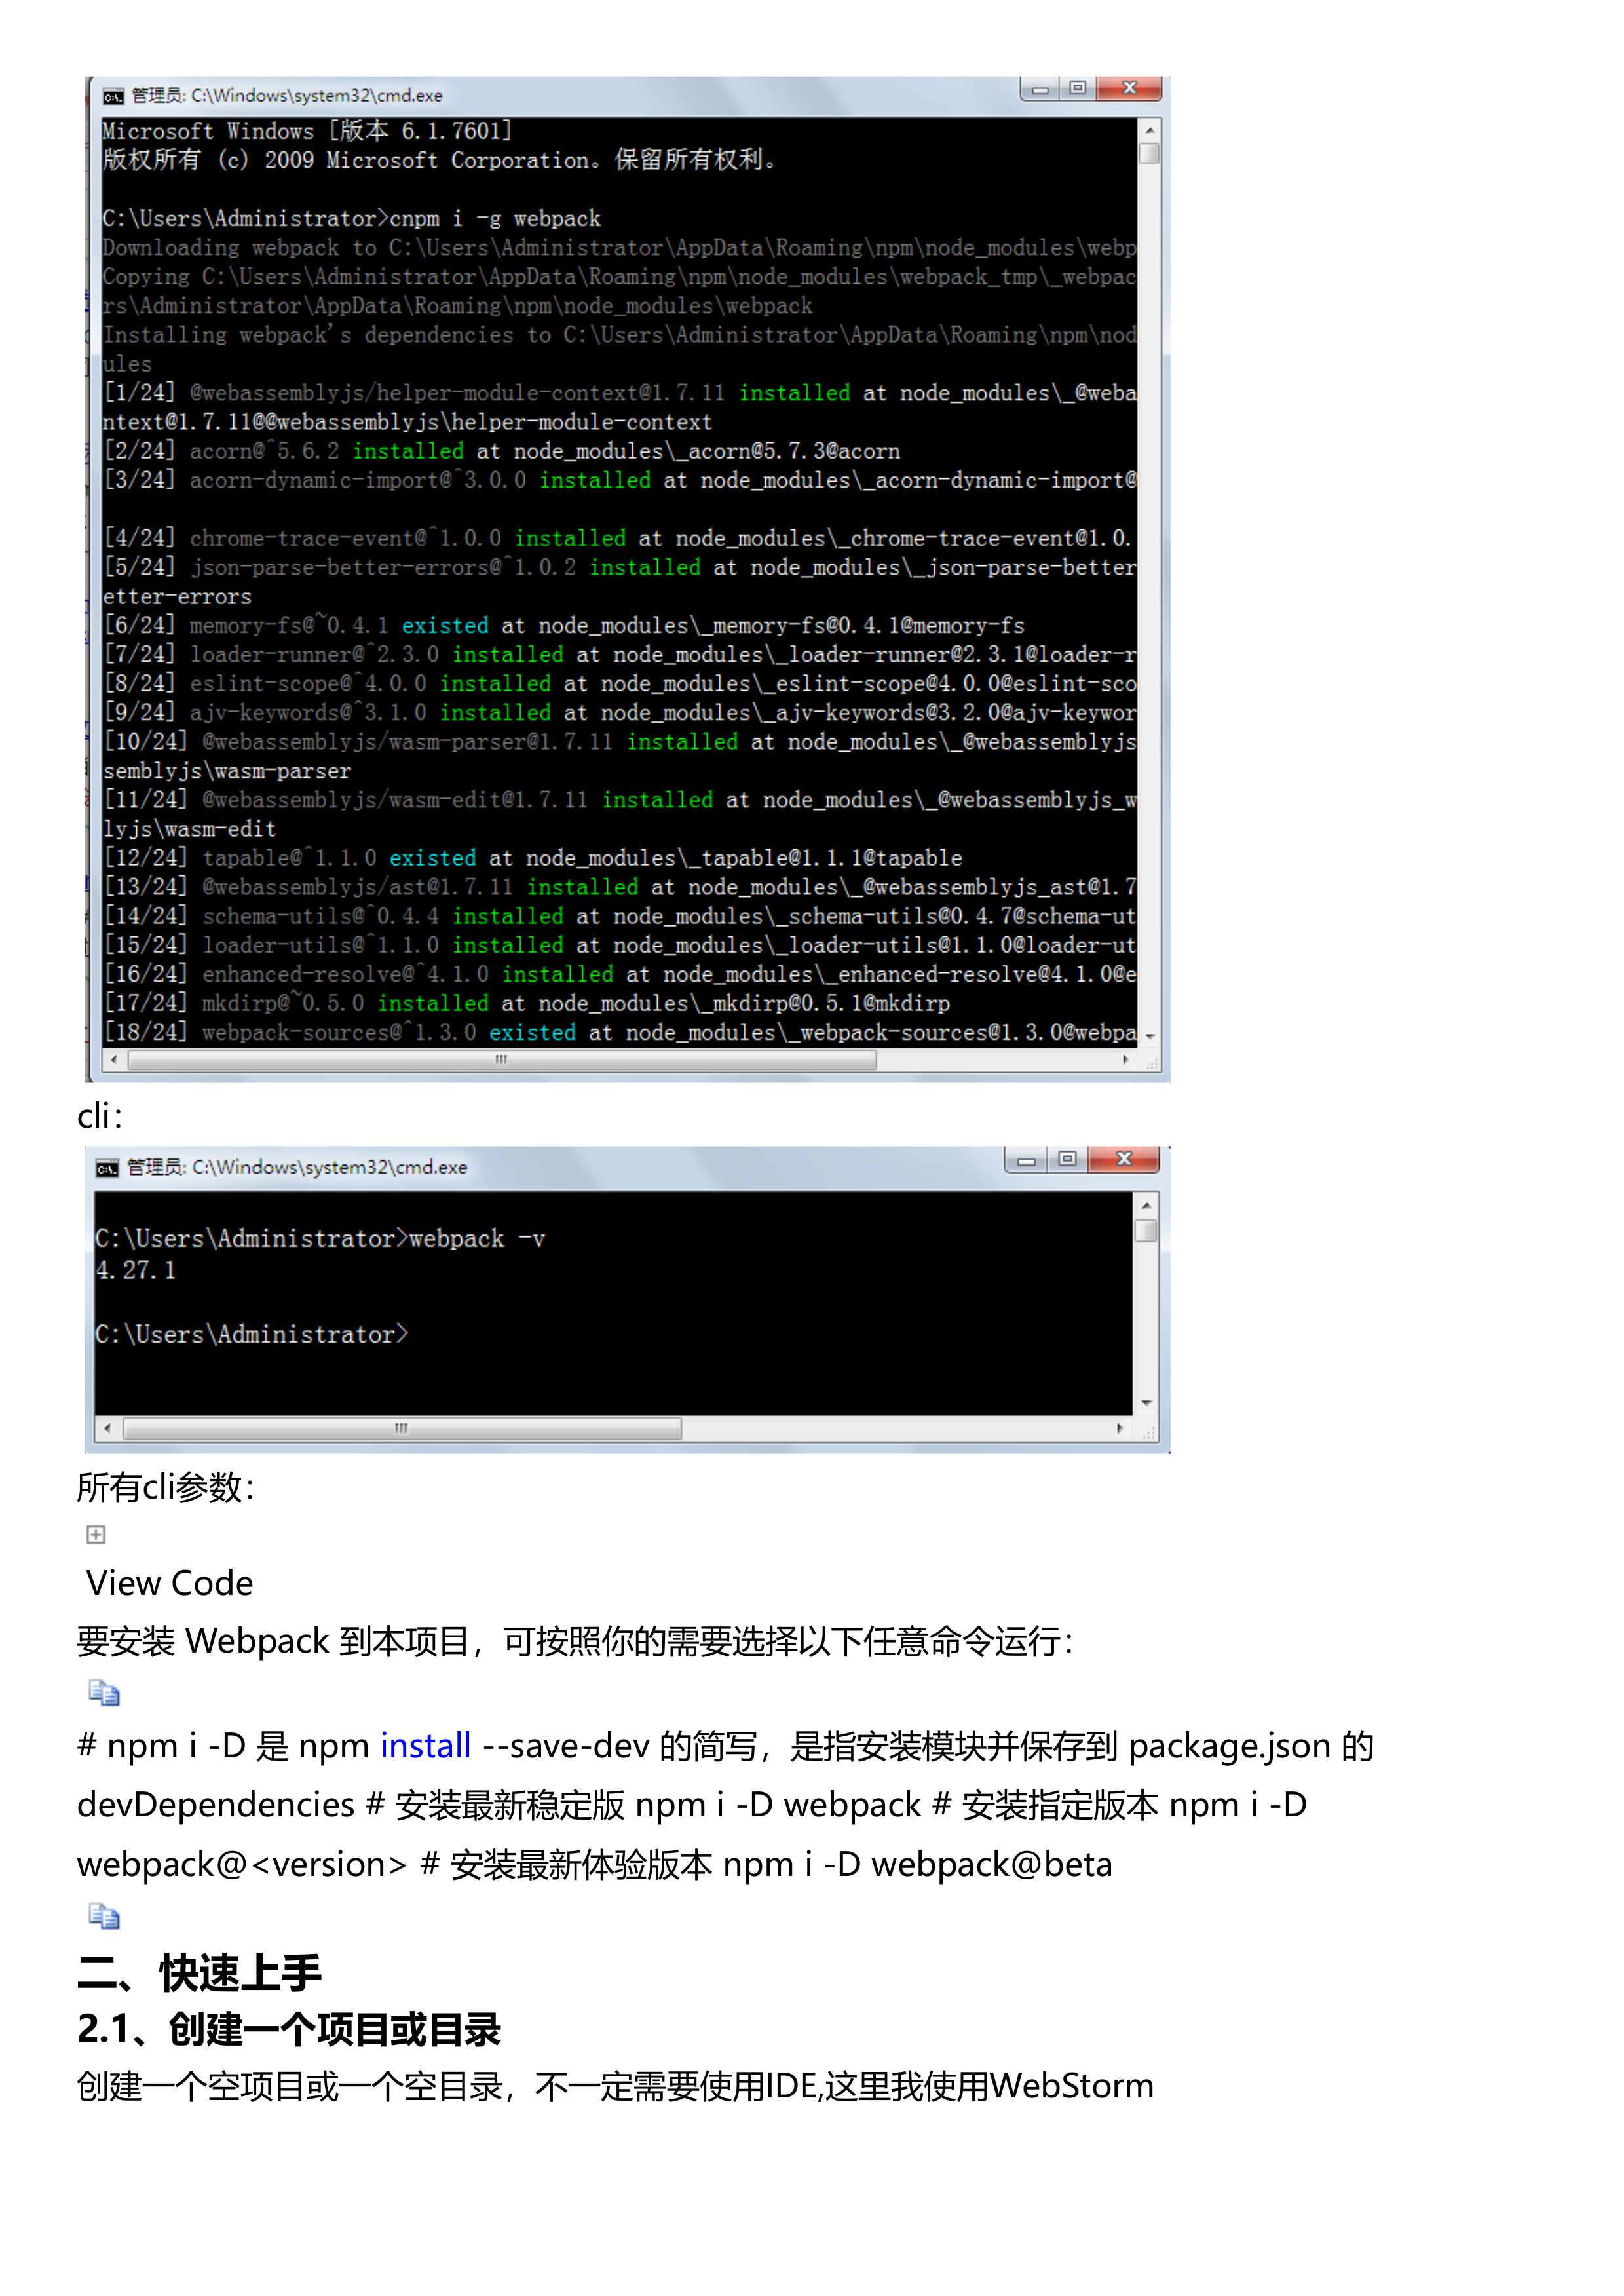 管理员: C:\Windows\system32\cmd.exe
Microsoft Windows [版本 6.1.7601]
版权所有 (c) 2009 Microsoft Corporation。保留所有权利。
C:\Users\Administrator>cnpm i -g webpack
Downloading webpack to C:\Users\Administrator\AppData\Roaming\npm\node_modules\webp
Copying C:\Users\Administrator\AppData\Roaming\npm\node_modules\webpack_tmp\_webpac
rs\Administrator\AppData\Roaming\npm\node_modules\webpack
Installing webpack's dependencies to C:\Users\Administrator\AppData\Roaming\npm\nod
ules
[1/24] @webassemblyjs/helper-module-context@1.7.11 installed at node_modules\_@weba
ntext@1.7.11@@webassemblyjs\helper-module-context
[2/24] acorn@^5.6.2 installed at node_modules\_acorn@5.7.3@acorn
[3/24] acorn-dynamic-import@^3.0.0 installed at node_modules\_acorn-dynamic-import@
[4/24] chrome-trace-event@^1.0.0 installed at node_modules\_chrome-trace-event@1.0.
[5/24] json-parse-better-errors@^1.0.2 installed at node_modules\_json-parse-better
etter-errors
[6/24] memory-fs@~0.4.1 existed at node_modules\_memory-fs@0.4.1@memory-fs
[7/24] loader-runner@^2.3.0 installed at node_modules\_loader-runner@2.3.1@loader-r
[8/24] eslint-scope@^4.0.0 installed at node_modules\_eslint-scope@4.0.0@eslint-sco
[9/24] ajv-keywords@^3.1.0 installed at node_modules\_ajv-keywords@3.2.0@ajv-keywor
[10/24] @webassemblyjs/wasm-parser@1.7.11 installed at node_modules\_@webassemblyjs
semblyjs\wasm-parser
[11/24] @webassemblyjs/wasm-edit@1.7.11 installed at node_modules\_@webassemblyjs_w
lyjs\wasm-edit
[12/24] tapable@^1.1.0 existed at node_modules\_tapable@1.1.1@tapable
[13/24] @webassemblyjs/ast@1.7.11 installed at node_modules\_@webassemblyjs_ast@1.7
[14/24] schema-utils@^0.4.4 installed at node_modules\_schema-utils@0.4.7@schema-ut
[15/24] loader-utils@^1.1.0 installed at node_modules\_loader-utils@1.1.0@loader-ut
[16/24] enhanced-resolve@^4.1.0 installed at node_modules\_enhanced-resolve@4.1.0@e
[17/24] mkdirp@~0.5.0 installed at node_modules\_mkdirp@0.5.1@mkdirp
[18/24] webpack-sources@^1.3.0 existed at node_modules\_webpack-sources@1.3.0@webpa
cli：
管理员: C:\Windows\system32\cmd.exe
C:\Users\Administrator>webpack -v
4.27.1
C:\Users\Administrator>
所有cli参数：
View Code
要安装 Webpack 到本项目，可按照你的需要选择以下任意命令运行：
# npm i -D 是 npm install --save-dev 的简写，是指安装模块并保存到 package.json 的
devDependencies # 安装最新稳定版 npm i -D webpack # 安装指定版本 npm i -D
webpack@<version> # 安装最新体验版本 npm i -D webpack@beta
二、快速上手
2.1、创建一个项目或目录
创建一个空项目或一个空目录，不一定需要使用IDE,这里我使用WebStorm